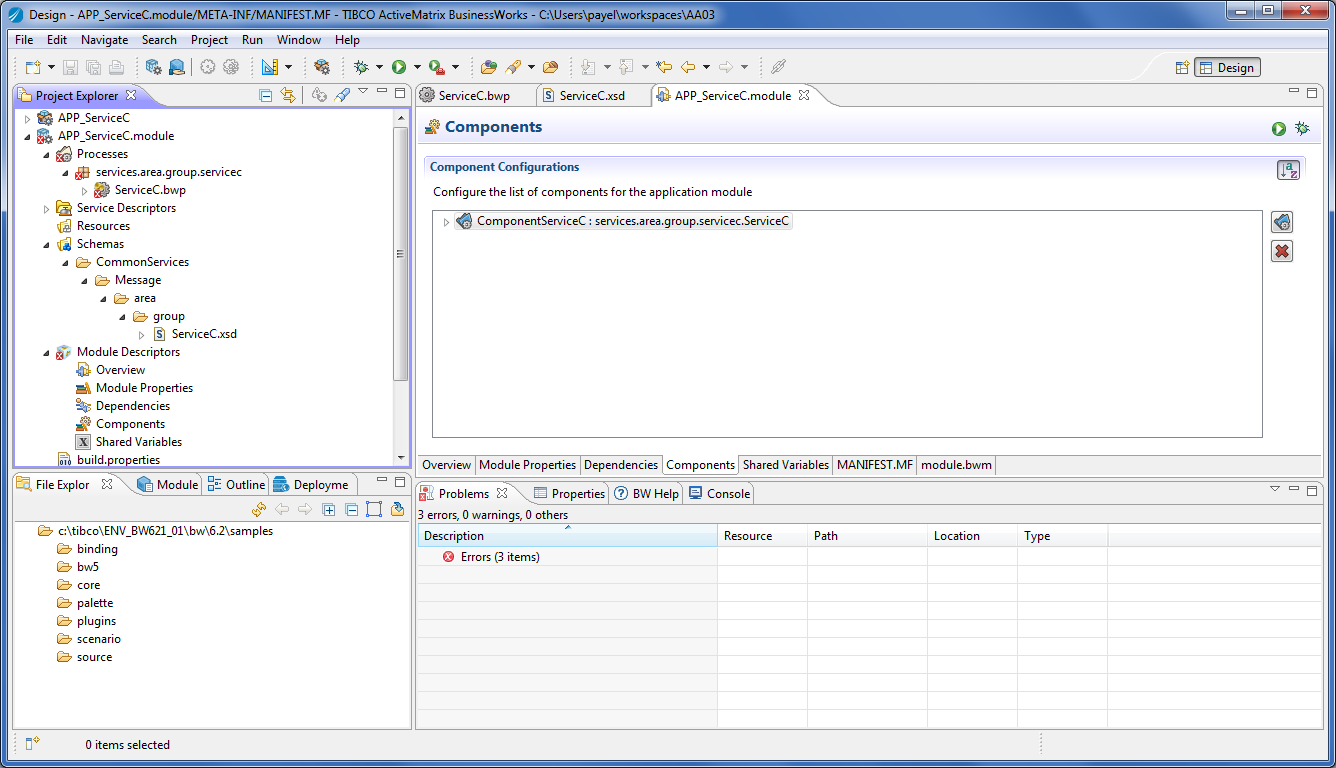 Design - APP_ServiceC.module/META-INF/MANIFEST.MF - TIBCO ActiveMatrix BusinessWorks - C:\Users\payel\workspaces\AA03
File Edit Navigate Search Project Run Window Help
Design
Project Explorer
APP_ServiceC
APP_ServiceC.module
Processes
services.area.group.servicec
ServiceC.bwp
Service Descriptors
Resources
Schemas
CommonServices
Message
area
group
ServiceC.xsd
Module Descriptors
Overview
Module Properties
Dependencies
Components
Shared Variables
build.properties
File Explor Module Outline Deployme
c:\tibco\ENV_BW621_01\bw\6.2\samples
binding
bw5
core
palette
plugins
scenario
source
ServiceC.bwp ServiceC.xsd APP_ServiceC.module
Components
Component Configurations
Configure the list of components for the application module
ComponentServiceC : services.area.group.servicec.ServiceC
Overview Module Properties Dependencies Components Shared Variables MANIFEST.MF module.bwm
Problems Properties BW Help Console
3 errors, 0 warnings, 0 others
Description Resource Path Location Type
Errors (3 items)
0 items selected